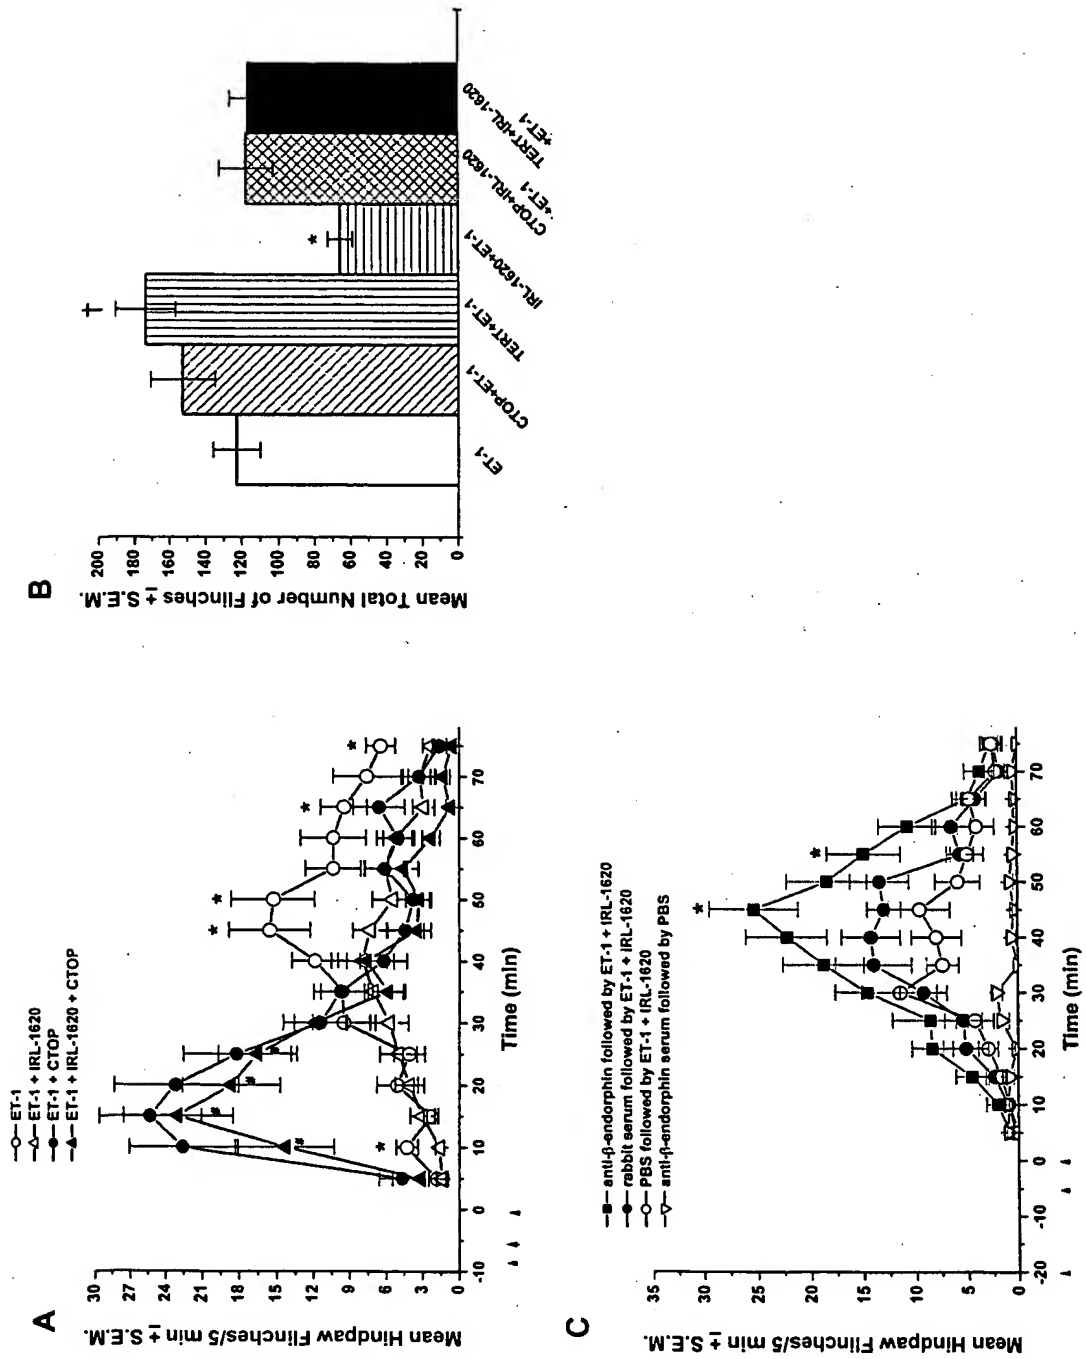 A
ET-1
ET-1 + IRL-1620
ET-1 + CTOP
ET-1 + IRL-1620 + CTOP
Mean Hindpaw Flinches/5 min ± S.E.M.
30
27
24
21
18
15
12
9
6
3
0
-10 0 10 20 30 40 50 60 70
Time (min)
* * * * *
# # # #
B
Mean Total Number of Flinches ± S.E.M.
200
180
160
140
120
100
80
60
40
20
0
†
*
ET-1
CTOP+ET-1
TERT+ET-1
IRL-1620+ET-1
CTOP+IRL-1620
+ET-1
TERT+IRL-1620
+ET-1
C
anti-β-endorphin followed by ET-1 + IRL-1620
rabbit serum followed by ET-1 + IRL-1620
PBS followed by ET-1 + IRL-1620
anti-β-endorphin serum followed by PBS
Mean Hindpaw Flinches/5 min ± S.E.M.
35
30
25
20
15
10
5
0
-20 -10 -5 0 10 20 30 40 50 60 70
Time (min)
* *